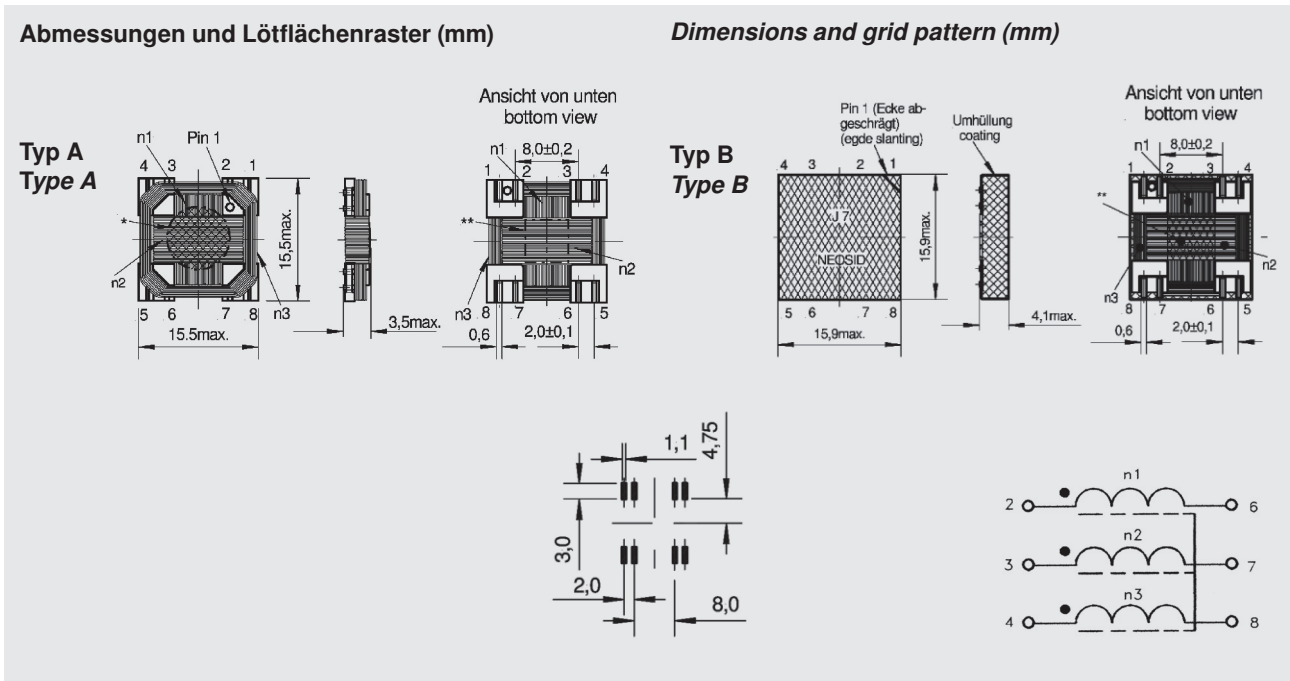 Abmessungen und Lötflächenraster (mm)
Dimensions and grid pattern (mm)
Typ A
Type A
n1
Pin 1
4 3 2 1
*
n2
n3
5 6 7 8
15,5max.
15.5max.
3,5max.
Ansicht von unten
bottom view
n1
8,0±0,2
1 2 3 4
**
n2
n3
8 7 6 5
0,6
2,0±0,1
Typ B
Type B
Pin 1 (Ecke ab-
geschrägt)
(egde slanting)
4 3 2 1
J 7
NEOSID
5 6 7 8
15,9max.
15,9max.
Umhüllung
coating
4,1max.
Ansicht von unten
bottom view
n1
8,0±0,2
1 2 3 4
**
n2
n3
8 7 6 5
0,6
2,0±0,1
1,1
4,75
3,0
2,0
8,0
n1
2 6
n2
3 7
n3
4 8